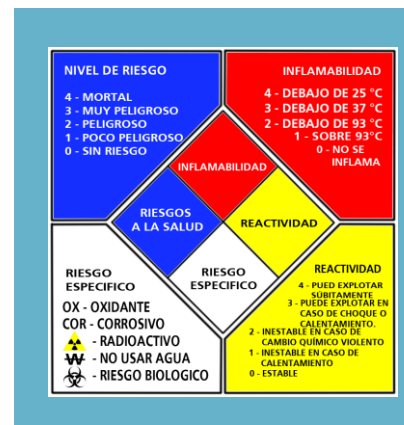 NIVEL DE RIESGO
4 - MORTAL
3 - MUY PELIGROSO
2 - PELIGROSO
1 - POCO PELIGROSO
0 - SIN RIESGO
INFLAMABILIDAD
4 - DEBAJO DE 25 °C
3 - DEBAJO DE 37 °C
2 - DEBAJO DE 93 °C
1 - SOBRE 93°C
0 - NO SE
INFLAMA
INFLAMABILIDAD
RIESGOS
A LA SALUD
REACTIVIDAD
RIESGO
ESPECIFICO
RIESGO
ESPECIFICO
OX - OXIDANTE
COR - CORROSIVO
- RADIOACTIVO
W - NO USAR AGUA
- RIESGO BIOLOGICO
REACTIVIDAD
4 - PUED EXPLOTAR
SÚBITAMENTE
3 - PUEDE EXPLOTAR EN
CASO DE CHOQUE O
CALENTAMIENTO.
2 - INESTABLE EN CASO DE
CAMBIO QUÍMICO VIOLENTO
1 - INESTABLE EN CASO DE
CALENTAMIENTO
0 - ESTABLE